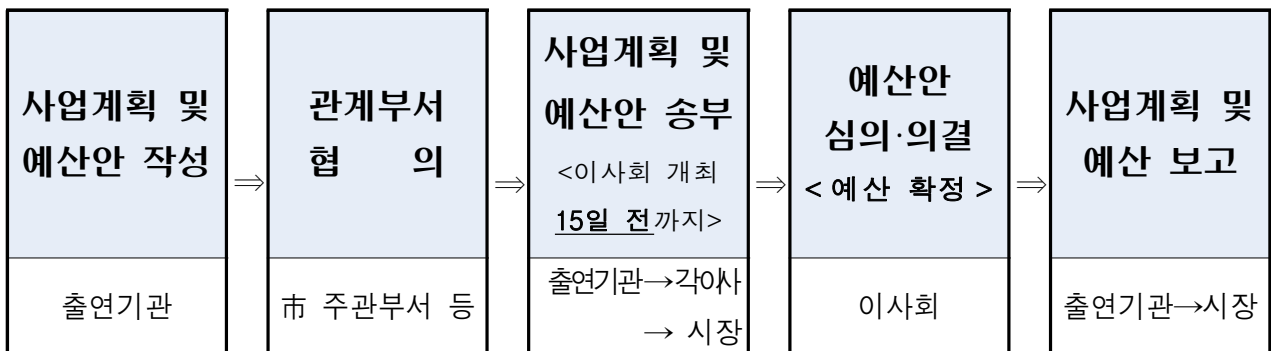 사업계획 및
예산안 작성
출연기관
⇒
관계부서
협 의
市 주관부서 등
⇒
사업계획 및
예산안 송부
<이사회 개최
15일 전까지>
출연기관→각이사
→ 시장
⇒
예산안
심의·의결
< 예산 확정 >
이사회
⇒
사업계획 및
예산 보고
출연기관→시장